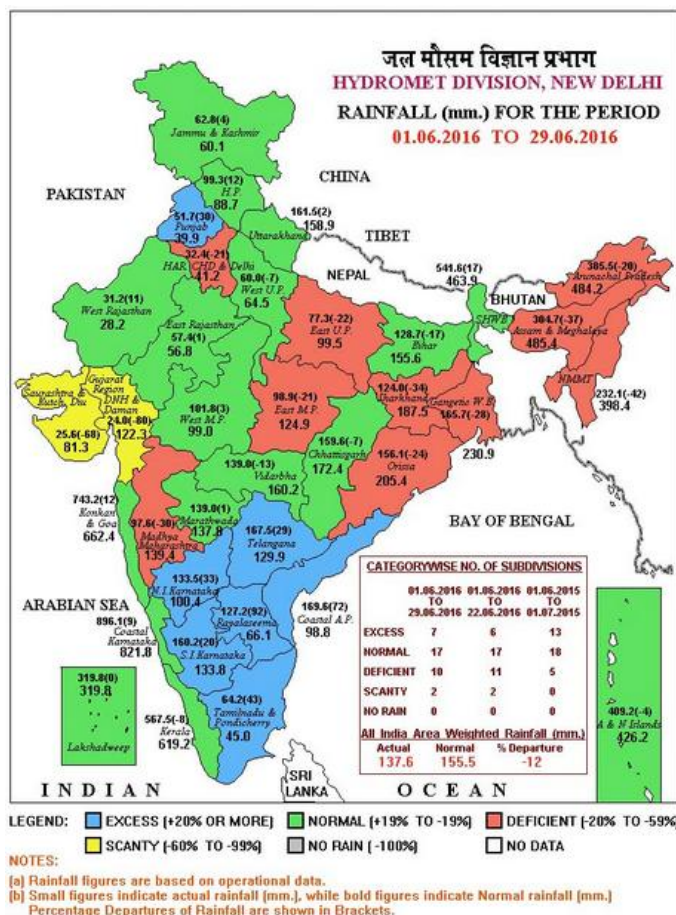 जल मौसम विज्ञान प्रभाग
HYDROMET DIVISION, NEW DELHI
RAINFALL (mm.) FOR THE PERIOD
01.06.2016 TO 29.06.2016
62.8(4)
Jammu & Kashmir
60.1
PAKISTAN
CHINA
99.3(12)
H.P.
88.7
51.7(30)
Punjab
39.9
161.5(2)
Uttarakhand
158.9
TIBET
32.4(-21)
HAR. CHD & Delhi
41.2
60.0(-7)
West U.P.
64.5
NEPAL
541.6(17)
463.9
SHWB
BHUTAN
385.5(-20)
Arunachal Pradesh
484.2
31.2(11)
West Rajasthan
28.2
East Rajasthan
57.4(1)
56.8
77.3(-22)
East U.P.
99.5
128.7(-17)
Bihar
155.6
304.7(-37)
Assam & Meghalaya
485.4
NMMT
232.1(-42)
398.4
Saurashtra &
Kutch, Diu
25.6(-68)
81.3
Gujarat
Region
DNH &
Daman
24.0(-80)
122.3
101.8(3)
West M.P.
99.0
98.9(-21)
East M.P.
124.9
124.0(-34)
Jharkhand
187.5
Gangetic W.B.
165.7(-28)
230.9
159.6(-7)
Chhattisgarh
172.4
156.1(-24)
Orissa
205.4
139.0(-13)
Vidarbha
160.2
743.2(12)
Konkan
& Goa
662.4
97.6(-30)
Madhya
Maharashtra
139.4
139.0(1)
Marathwada
137.8
167.5(29)
Telangana
129.9
BAY OF BENGAL
133.5(33)
N.I.Karnataka
100.4
ARABIAN SEA
896.1(9)
Coastal
Karnataka
821.8
127.2(92)
Rayalaseema
66.1
169.6(72)
Coastal A.P.
98.8
160.2(20)
S.I.Karnataka
133.8
64.2(43)
Tamilnadu &
Pondicherry
45.0
567.5(-8)
Kerala
619.2
319.8(0)
319.8
Lakshadweep
409.2(-4)
A & N Islands
426.2
SRI
LANKA
INDIAN OCEAN
CATEGORYWISE NO. OF SUBDIVISIONS
01.06.2016 01.06.2016 01.06.2015
TO TO TO
29.06.2016 22.06.2016 01.07.2015
EXCESS 7 6 13
NORMAL 17 17 18
DEFICIENT 10 11 5
SCANTY 2 2 0
NO RAIN 0 0 0
All India Area Weighted Rainfall (mm.)
Actual Normal % Departure
137.6 155.5 -12
LEGEND: EXCESS (+20% OR MORE) NORMAL (+19% TO -19%) DEFICIENT (-20% TO -59%)
SCANTY (-60% TO -99%) NO RAIN (-100%) NO DATA
NOTES:
(a) Rainfall figures are based on operational data.
(b) Small figures indicate actual rainfall (mm.), while bold figures indicate Normal rainfall (mm.)
Percentage Departures of Rainfall are shown in Brackets.